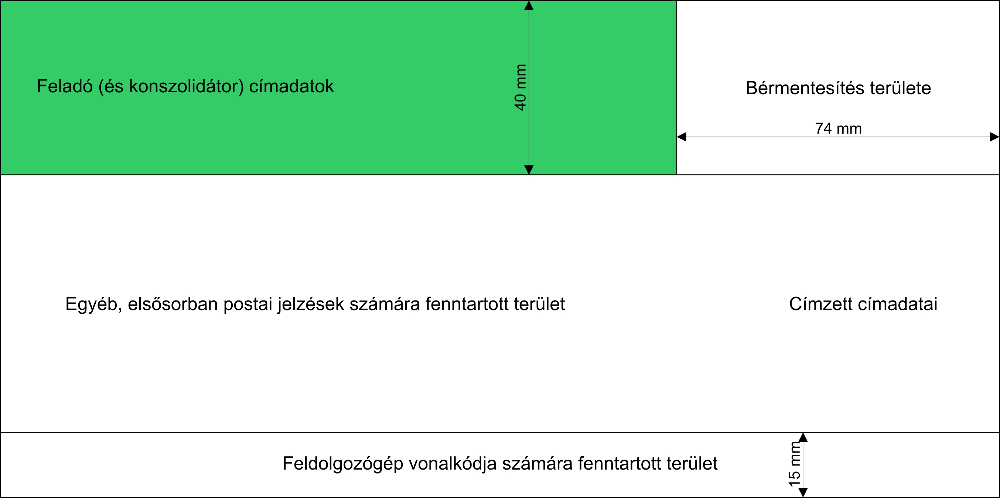 Feladó (és konszolidátor) címadatok
40 mm
Bérmentesítés területe
74 mm
Egyéb, elsősorban postai jelzések számára fenntartott terület
Címzett címadatai
Feldolgozógép vonalkódja számára fenntartott terület
15 mm